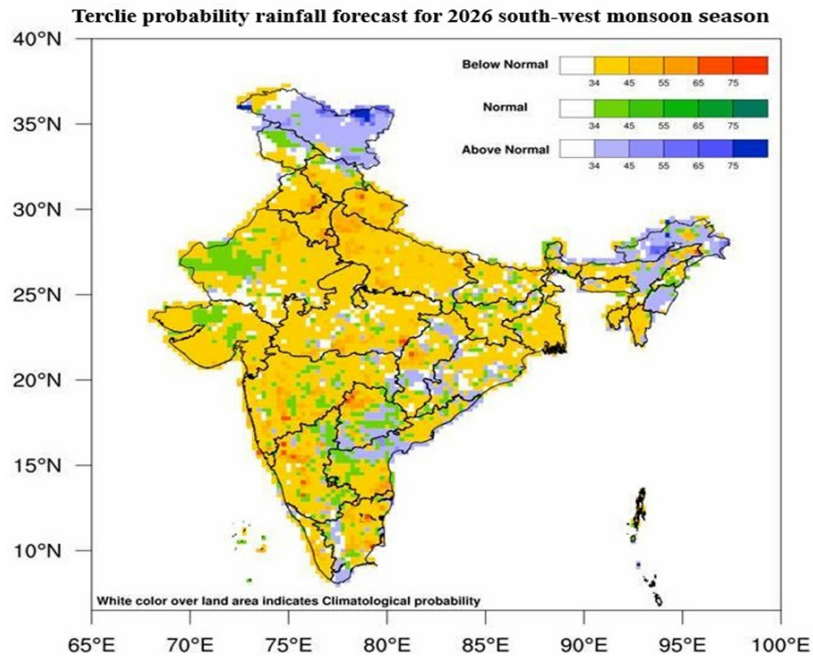 Terclie probability rainfall forecast for 2026 south-west monsoon season
40°N
35°N
30°N
25°N
20°N
15°N
10°N
Below Normal
34 45 55 65 75
Normal
34 45 55 65 75
Above Normal
34 45 55 65 75
White color over land area indicates Climatological probability
65°E 70°E 75°E 80°E 85°E 90°E 95°E 100°E